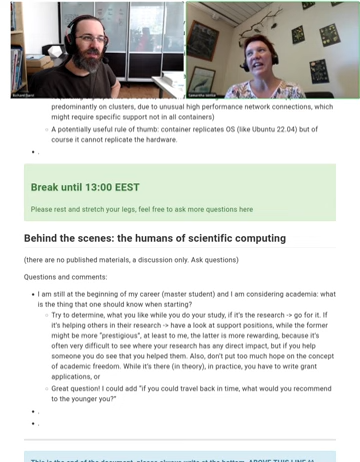 predominantly on clusters, due to unusual high performance network connections, which
might require specific support not in all containers)
A potentially useful rule of thumb: container replicates OS (like Ubuntu 22.04) but of
course it cannot replicate the hardware.
.
Break until 13:00 EEST
Please rest and stretch your legs, feel free to ask more questions here
Behind the scenes: the humans of scientific computing
(there are no published materials, a discussion only. Ask questions)
Questions and comments:
I am still at the beginning of my career (master student) and I am considering academia: what
is the thing that one should know when starting?
Try to determine, what you like while you do your study, if it's the research -> go for it. If
it's helping others in their research -> have a look at support positions, while the former
might be more "prestigious", at least to me, the latter is more rewarding, because it's
often very difficult to see where your research has any direct impact, but if you help
someone you do see that you helped them. Also, don't put too much hope on the concept
of academic freedom. While it's there (in theory), in practice, you have to write grant
applications, or
Great question! I could add "if you could travel back in time, what would you recommend
to the younger you?"
.
.